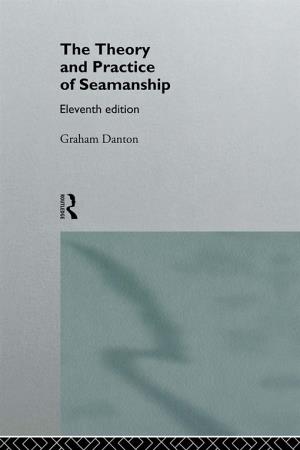 The Theory
and Practice
of Seamanship
Eleventh edition
Graham Danton
ROUTLEDGE